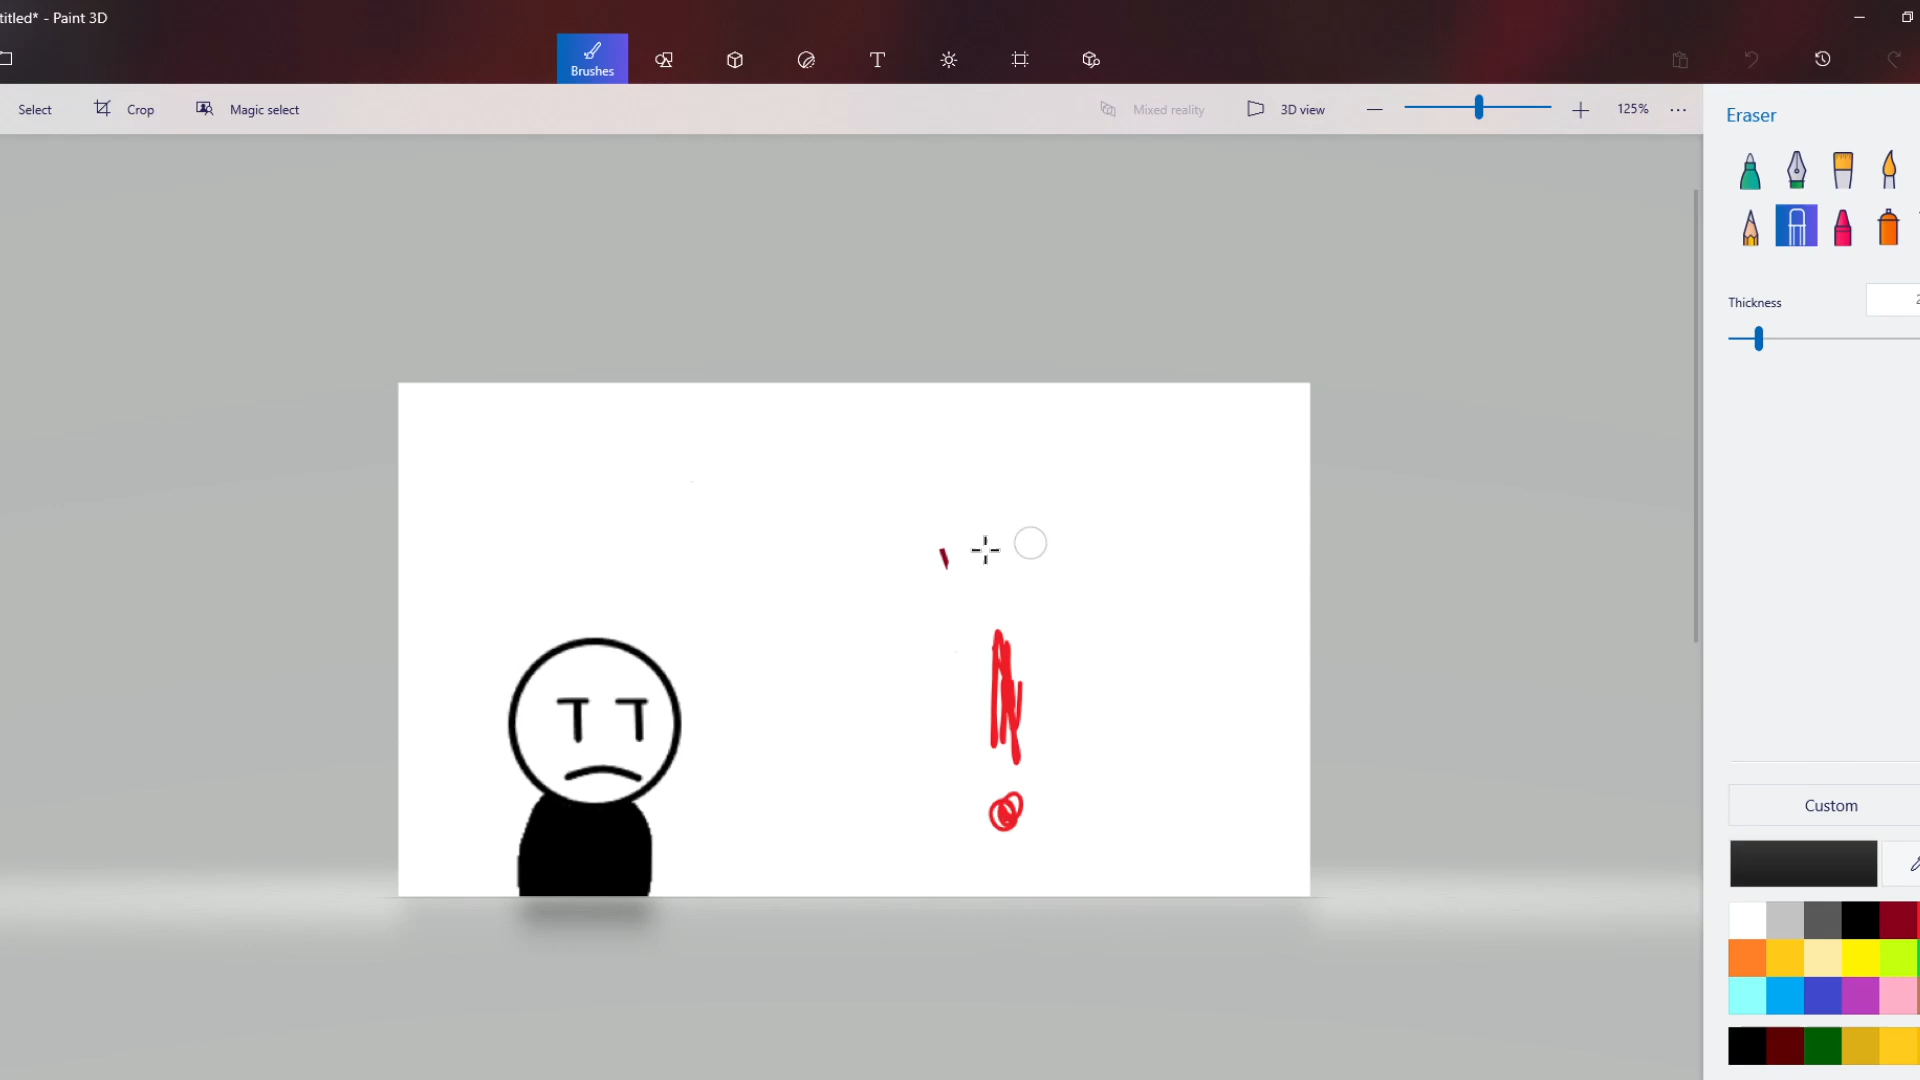 titled* - Paint 3D
Brushes
Select Crop Magic select Mixed reality 3D view 125% ...
Eraser
Thickness
T T
!
Custom